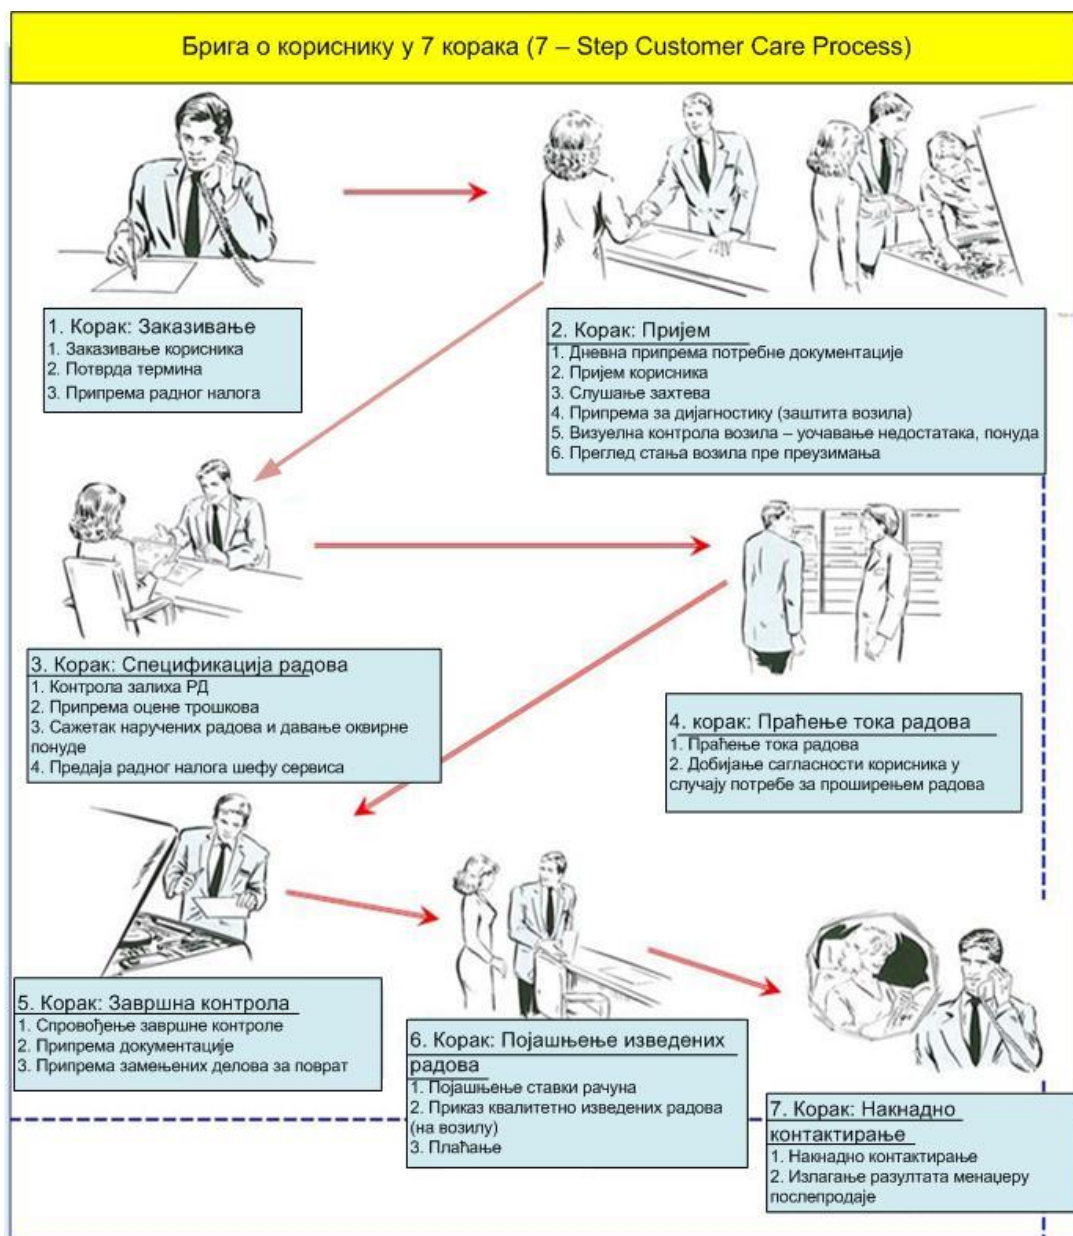 Брига о кориснику у 7 корака (7 – Step Customer Care Process)
1. Корак: Заказивање
1. Заказивање корисника
2. Потврда термина
3. Припрема радног налога
2. Корак: Пријем
1. Дневна припрема потребне документације
2. Пријем корисника
3. Слушање захтева
4. Припрема за дијагностику (заштита возила)
5. Визуелна контрола возила – уочавање недостатака, понуда
6. Преглед стања возила пре преузимања
3. Корак: Спецификација радова
1. Контрола залиха РД
2. Припрема оцене трошкова
3. Сажетак наручених радова и давање оквирне
понуде
4. Предаја радног налога шефу сервиса
4. корак: Праћење тока радова
1. Праћење тока радова
2. Добијање сагласности корисника у
случају потребе за проширењем радова
5. Корак: Завршна контрола
1. Спровођење завршне контроле
2. Припрема документације
3. Припрема замењених делова за поврат
6. Корак: Појашњење изведених
радова
1. Појашњење ставки рачуна
2. Приказ квалитетно изведених радова
(на возилу)
3. Плаћање
7. Корак: Накнадно
контактирање
1. Накнадно контактирање
2. Излагање разултата менаџеру
послепродаје